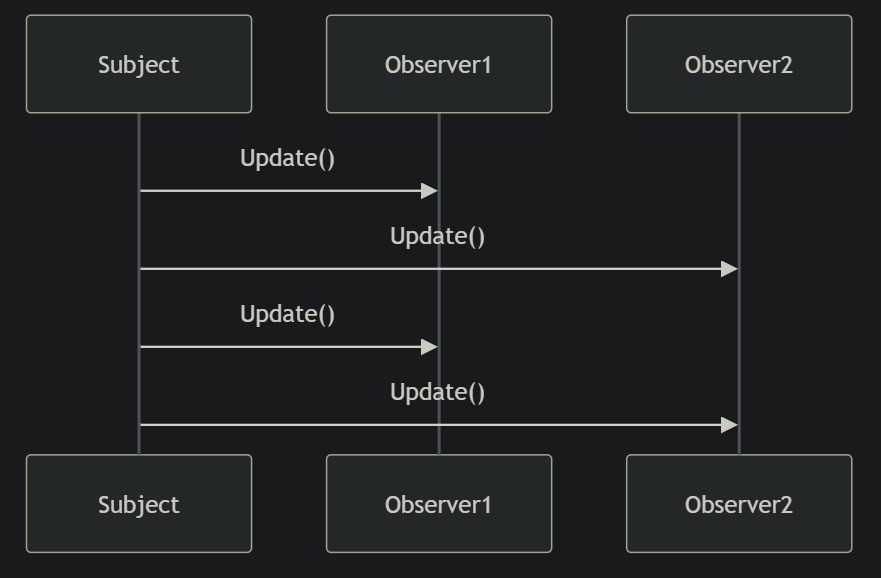 Subject
Observer1
Observer2
Update()
Update()
Update()
Update()
Subject
Observer1
Observer2